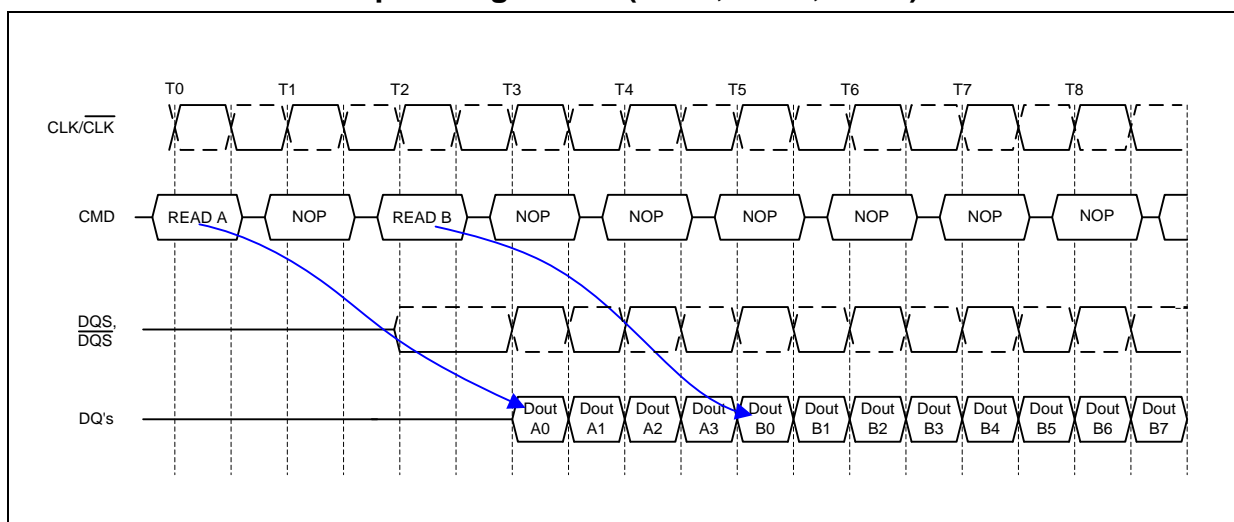 T0 T1 T2 T3 T4 T5 T6 T7 T8
CLK/CLK
CMD READ A NOP READ B NOP NOP NOP NOP NOP NOP
DQS,
DQS
DQ's Dout Dout Dout Dout Dout Dout Dout Dout Dout Dout Dout Dout
A0 A1 A2 A3 B0 B1 B2 B3 B4 B5 B6 B7